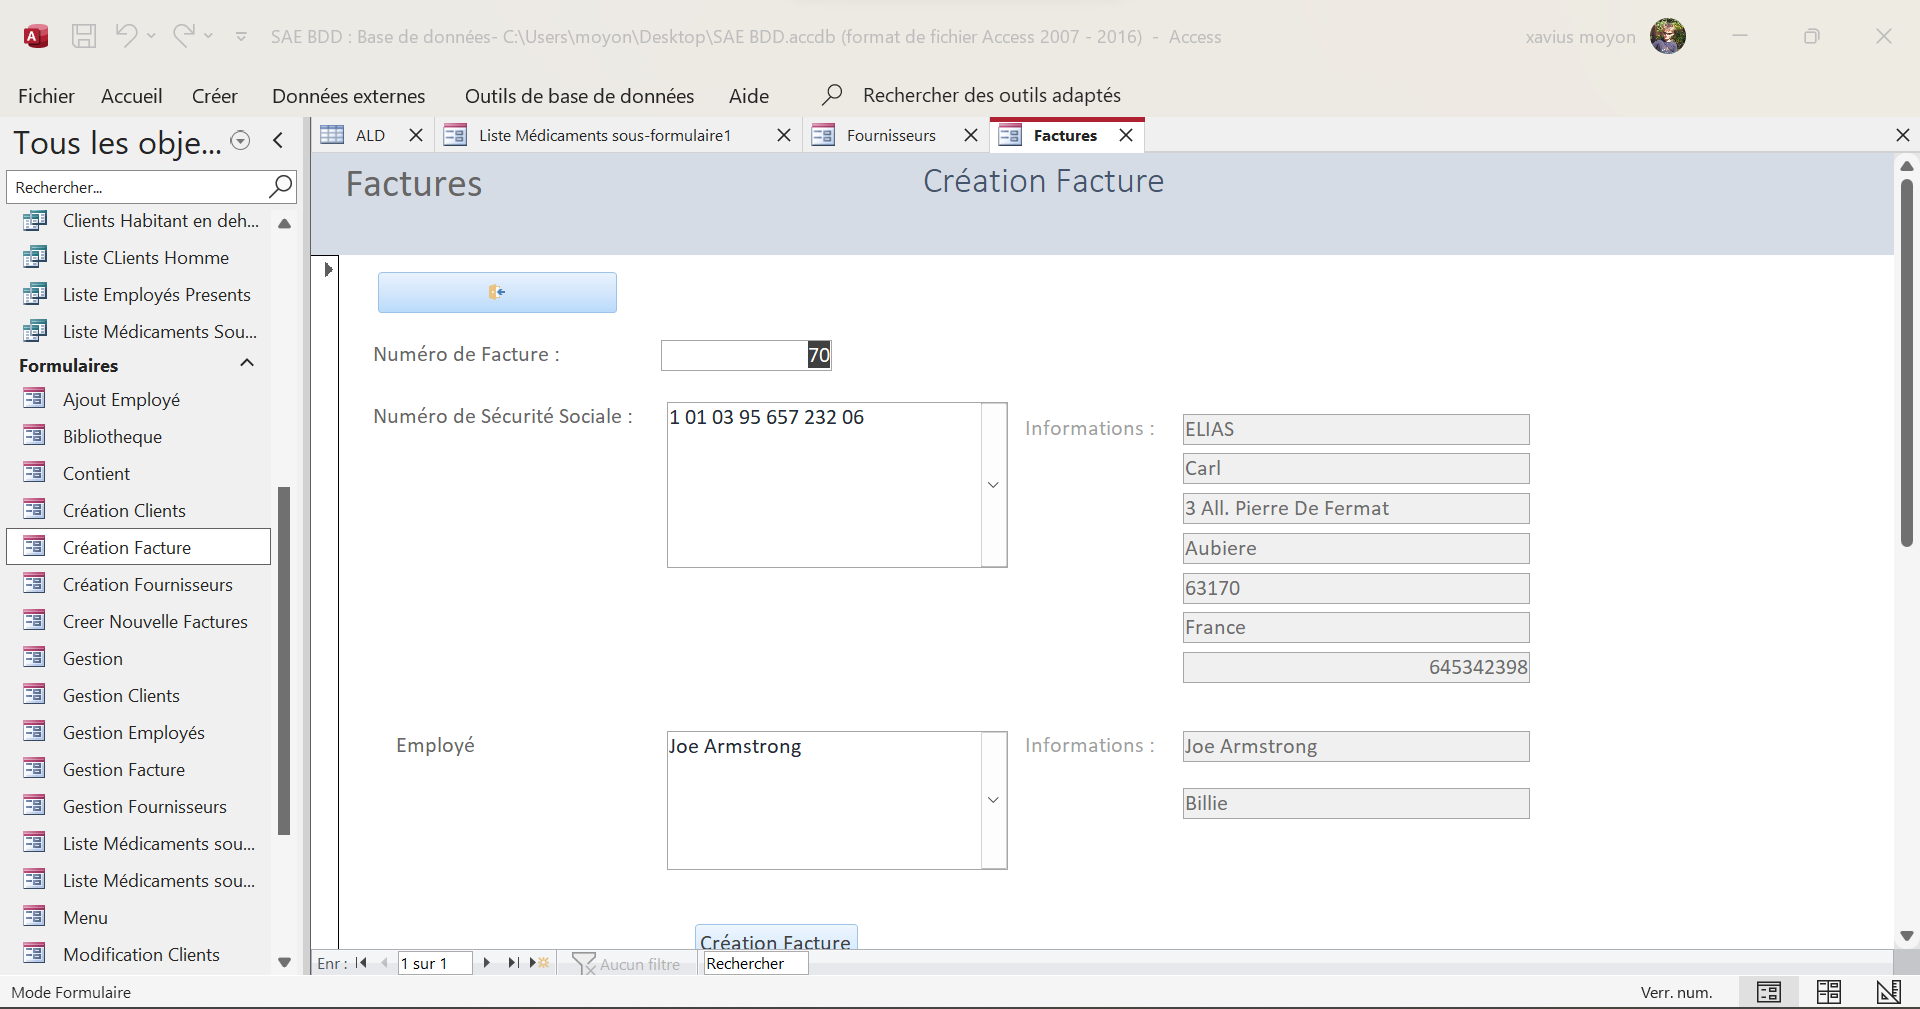 SAE BDD : Base de données- C:\Users\moyon\Desktop\SAE BDD.accdb (format de fichier Access 2007 - 2016) - Access
xavius moyon
Fichier Accueil Créer Données externes Outils de base de données Aide Rechercher des outils adaptés
Tous les obje...
Rechercher...
Clients Habitant en deh...
Liste CLients Homme
Liste Employés Presents
Liste Médicaments Sou...
Formulaires
Ajout Employé
Bibliotheque
Contient
Création Clients
Création Facture
Création Fournisseurs
Creer Nouvelle Factures
Gestion
Gestion Clients
Gestion Employés
Gestion Facture
Gestion Fournisseurs
Liste Médicaments sou...
Liste Médicaments sou...
Menu
Modification Clients
ALD Liste Médicaments sous-formulaire1 Fournisseurs Factures
Factures Création Facture
Numéro de Facture : 70
Numéro de Sécurité Sociale : 1 01 03 95 657 232 06
Informations : ELIAS
Carl
3 All. Pierre De Fermat
Aubiere
63170
France
645342398
Employé Joe Armstrong Informations : Joe Armstrong
Billie
Création Facture
Enr : 1 sur 1 Aucun filtre Rechercher
Mode Formulaire Verr. num.